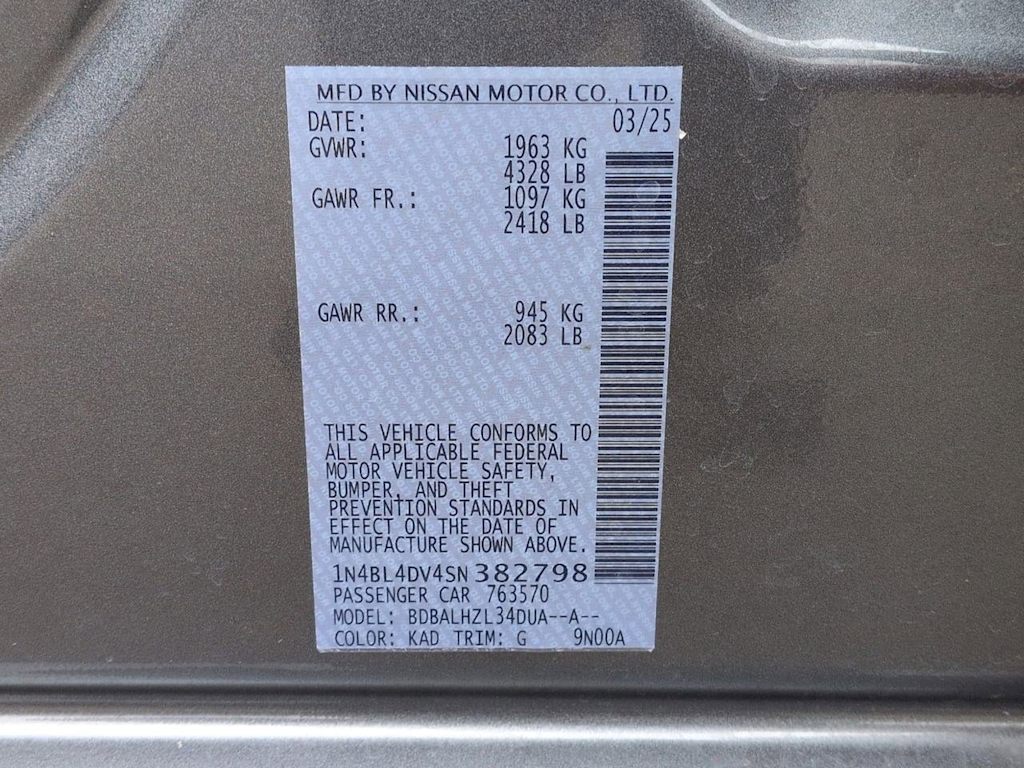 MFD BY NISSAN MOTOR CO., LTD.
DATE: 03/25
GVWR: 1963 KG
4328 LB
GAWR FR.: 1097 KG
2418 LB
GAWR RR.: 945 KG
2083 LB
THIS VEHICLE CONFORMS TO
ALL APPLICABLE FEDERAL
MOTOR VEHICLE SAFETY,
BUMPER, AND THEFT
PREVENTION STANDARDS IN
EFFECT ON THE DATE OF
MANUFACTURE SHOWN ABOVE.
1N4BL4DV4SN382798
PASSENGER CAR 763570
MODEL: BDBALHZL34DUA--A--
COLOR: KAD TRIM: G 9N00A